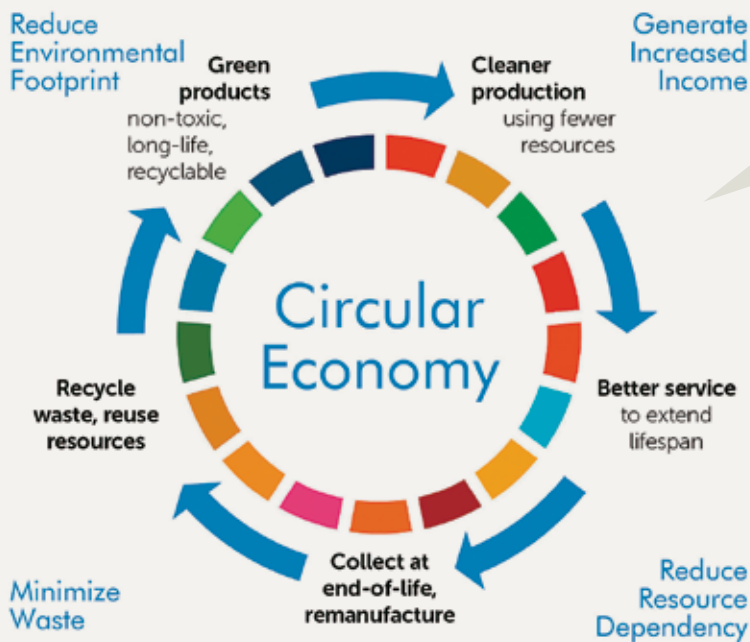 Reduce
Environmental
Footprint
Green
products
non-toxic,
long-life,
recyclable
Cleaner
production
using fewer
resources
Generate
Increased
Income
Circular
Economy
Better service
to extend
lifespan
Recycle
waste, reuse
resources
Collect at
end-of-life,
remanufacture
Minimize
Waste
Reduce
Resource
Dependency